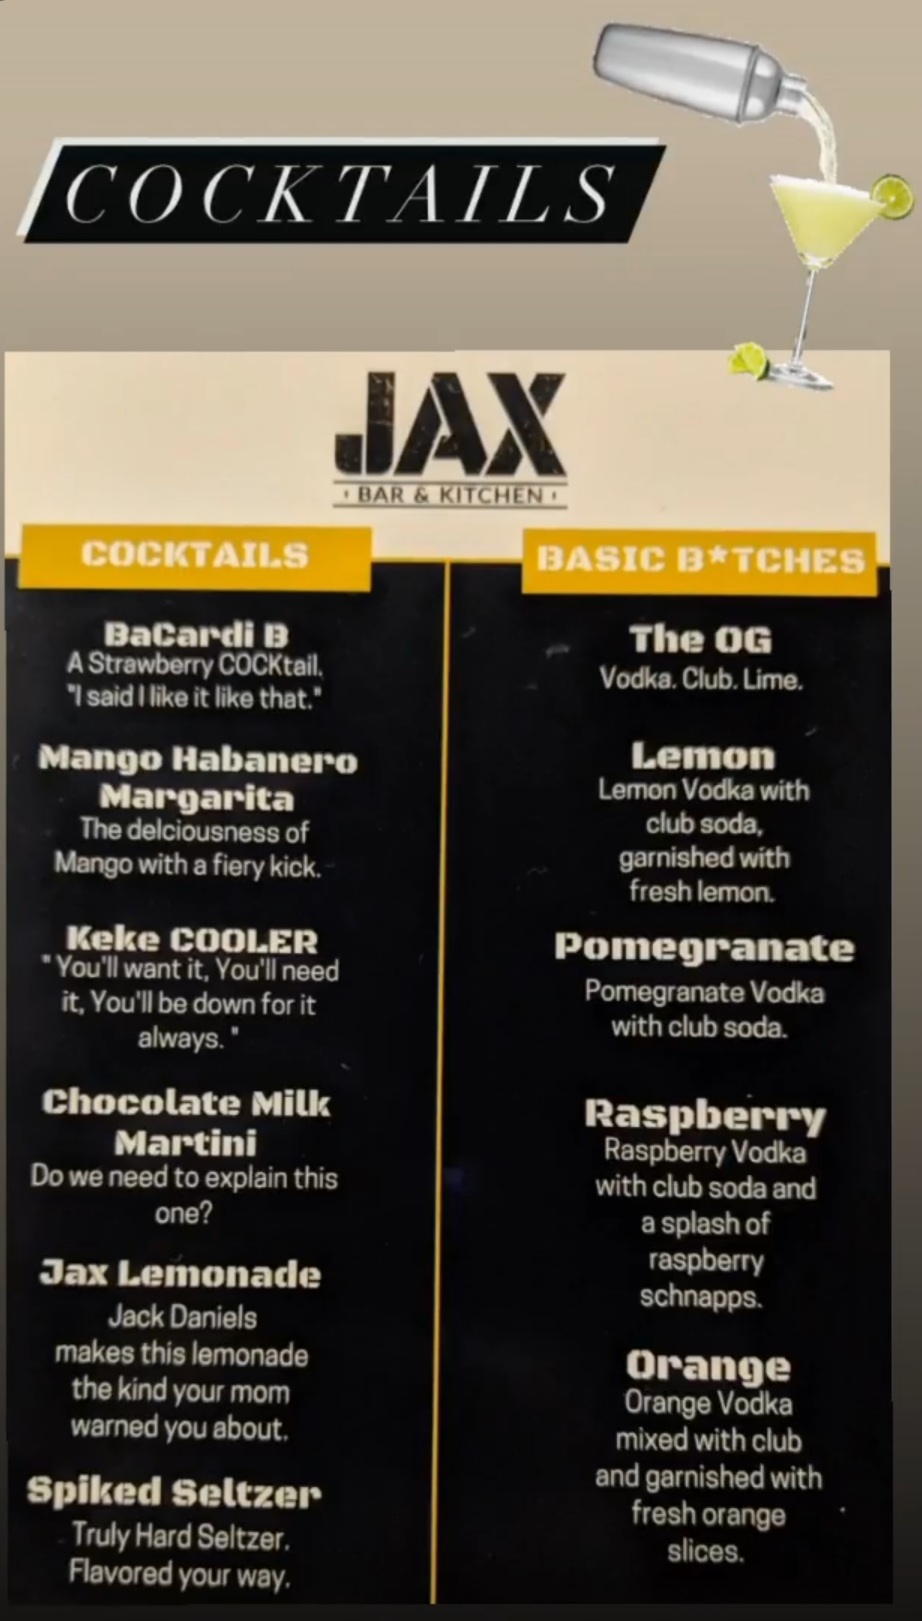 COCKTAILS
JAX
BAR & KITCHEN
COCKTAILS
BaCardi B
A Strawberry COCKtail.
"I said I like it like that."
Mango Habanero
Margarita
The delciousness of
Mango with a fiery kick.
Keke COOLER
" You'll want it, You'll need
it, You'll be down for it
always. "
Chocolate Milk
Martini
Do we need to explain this
one?
Jax Lemonade
Jack Daniels
makes this lemonade
the kind your mom
warned you about.
Spiked Seltzer
Truly Hard Seltzer.
Flavored your way.
BASIC B*TCHES
The OG
Vodka. Club. Lime.
Lemon
Lemon Vodka with
club soda,
garnished with
fresh lemon.
Pomegranate
Pomegranate Vodka
with club soda.
Raspberry
Raspberry Vodka
with club soda and
a splash of
raspberry
schnapps.
Orange
Orange Vodka
mixed with club
and garnished with
fresh orange
slices.